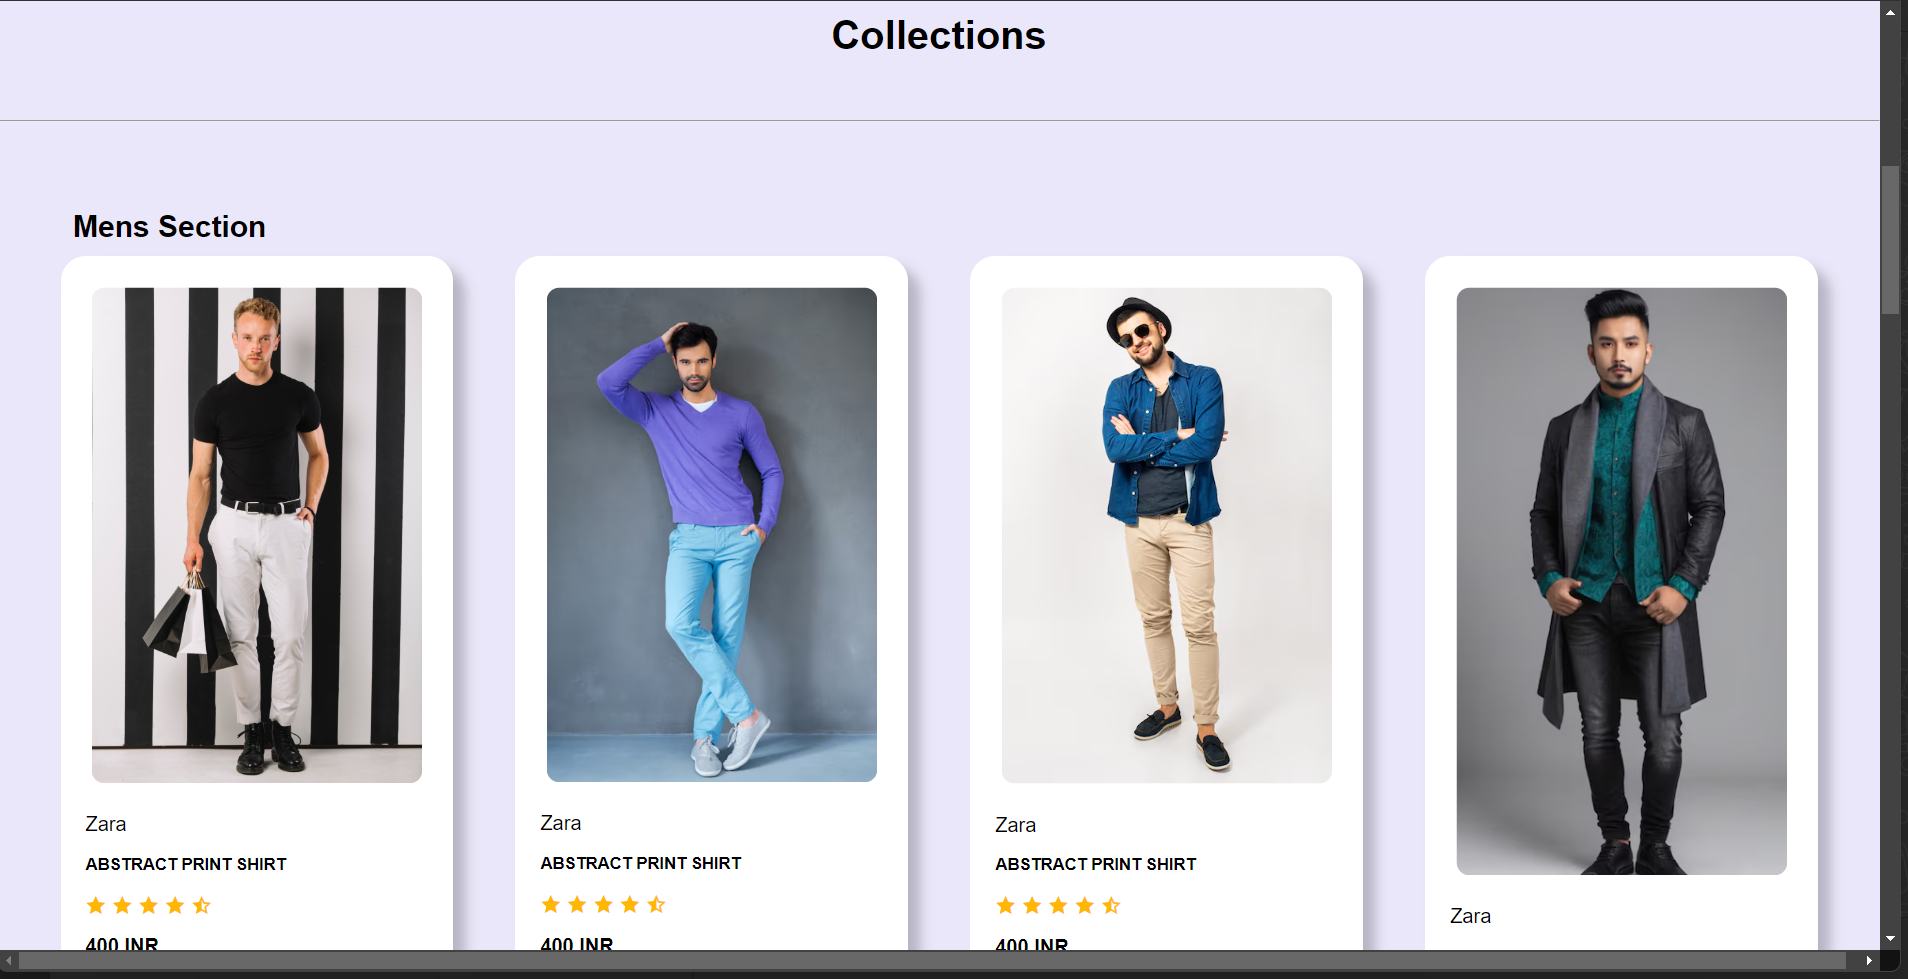 Collections
Mens Section
Zara
ABSTRACT PRINT SHIRT
400 INR
Zara
ABSTRACT PRINT SHIRT
400 INR
Zara
ABSTRACT PRINT SHIRT
400 INR
Zara